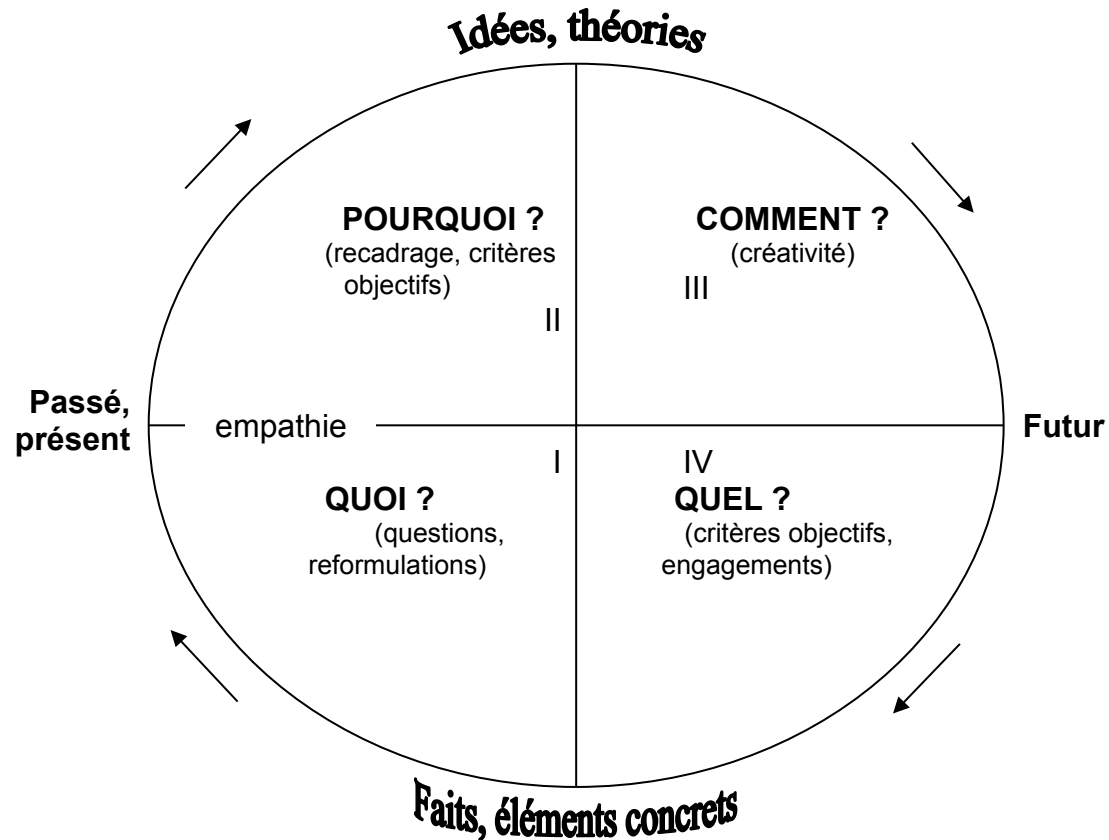 Idées, théories
POURQUOI ?
(recadrage, critères
objectifs)
II
COMMENT ?
(créativité)
III
Passé,
présent
empathie
Futur
I
QUOI ?
(questions,
reformulations)
IV
QUEL ?
(critères objectifs,
engagements)
Faits, éléments concrets